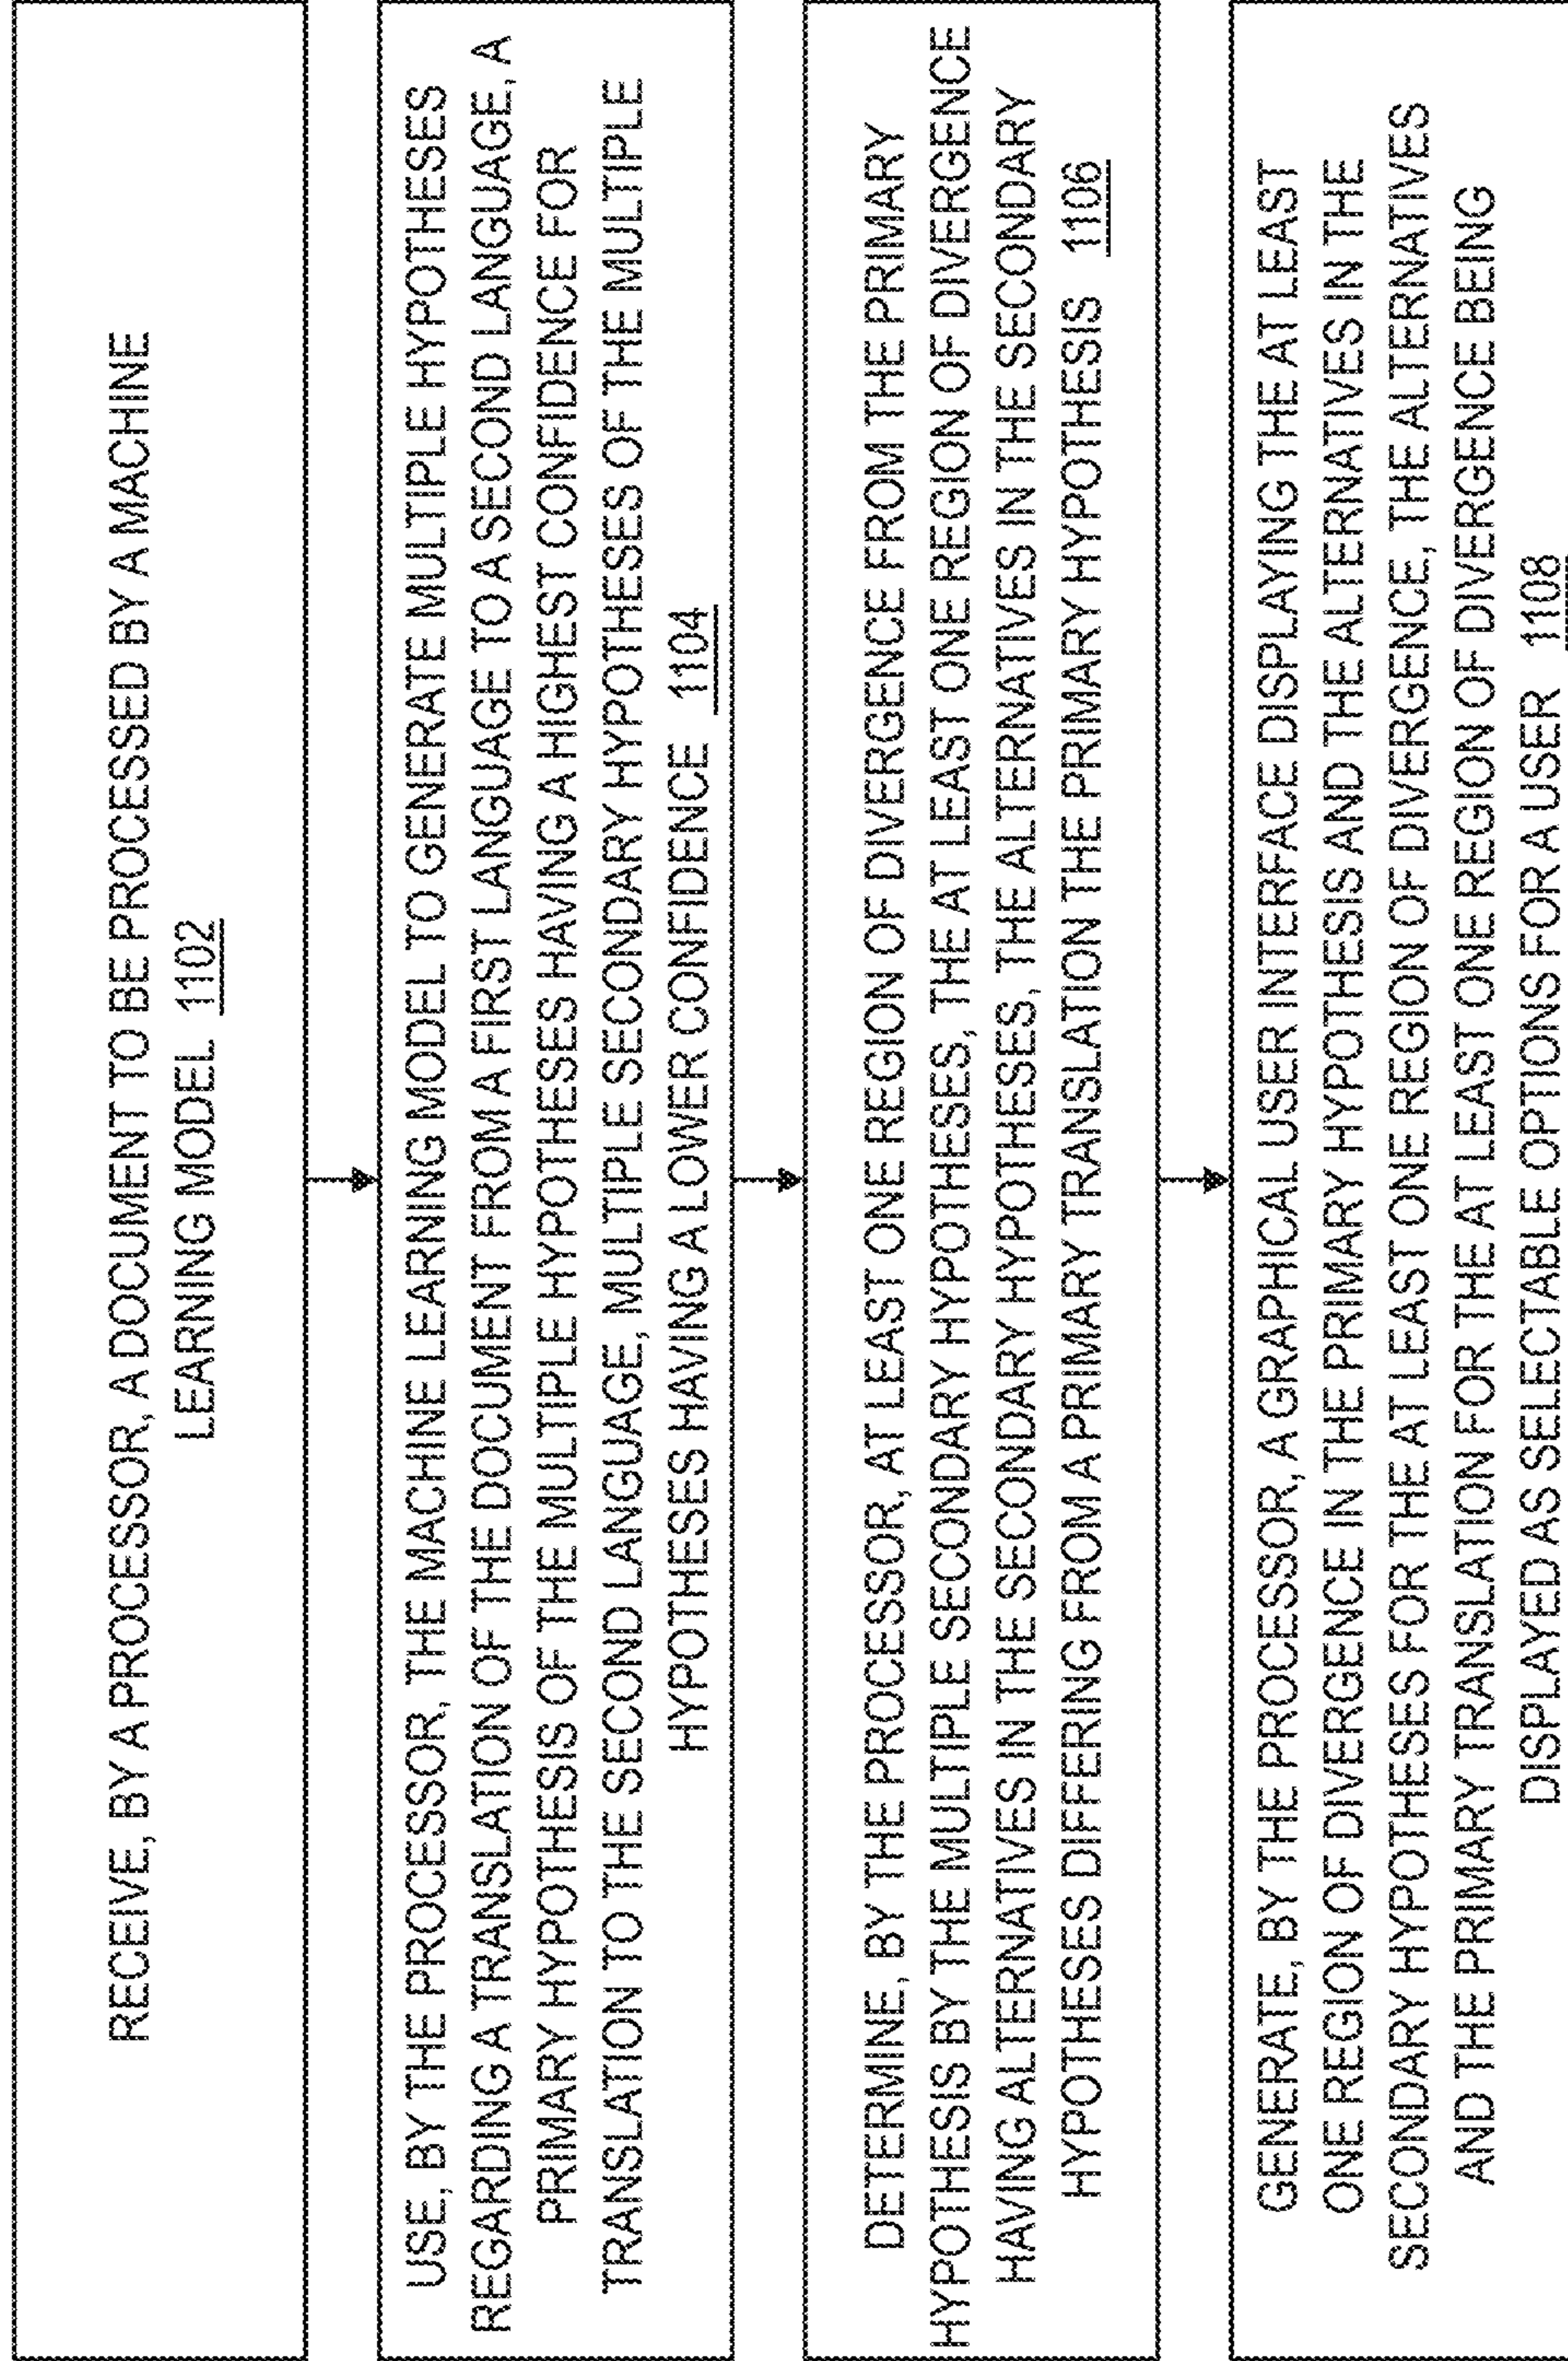 RECEIVE, BY A PROCESSOR, A DOCUMENT TO BE PROCESSED BY A MACHINE
LEARNING MODEL 1102
USE, BY THE PROCESSOR, THE MACHINE LEARNING MODEL TO GENERATE MULTIPLE HYPOTHESES
REGARDING A TRANSLATION OF THE DOCUMENT FROM A FIRST LANGUAGE TO A SECOND LANGUAGE, A
PRIMARY HYPOTHESIS OF THE MULTIPLE HYPOTHESES HAVING A HIGHEST CONFIDENCE FOR
TRANSLATION TO THE SECOND LANGUAGE, MULTIPLE SECONDARY HYPOTHESES OF THE MULTIPLE
HYPOTHESES HAVING A LOWER CONFIDENCE 1104
DETERMINE, BY THE PROCESSOR, AT LEAST ONE REGION OF DIVERGENCE FROM THE PRIMARY
HYPOTHESIS BY THE MULTIPLE SECONDARY HYPOTHESES, THE AT LEAST ONE REGION OF DIVERGENCE
HAVING ALTERNATIVES IN THE SECONDARY HYPOTHESES, THE ALTERNATIVES IN THE SECONDARY
HYPOTHESES DIFFERING FROM A PRIMARY TRANSLATION THE PRIMARY HYPOTHESIS 1106
GENERATE, BY THE PROCESSOR, A GRAPHICAL USER INTERFACE DISPLAYING THE AT LEAST
ONE REGION OF DIVERGENCE IN THE PRIMARY HYPOTHESIS AND THE ALTERNATIVES IN THE
SECONDARY HYPOTHESES FOR THE AT LEAST ONE REGION OF DIVERGENCE, THE ALTERNATIVES
AND THE PRIMARY TRANSLATION FOR THE AT LEAST ONE REGION OF DIVERGENCE BEING
DISPLAYED AS SELECTABLE OPTIONS FOR A USER 1108